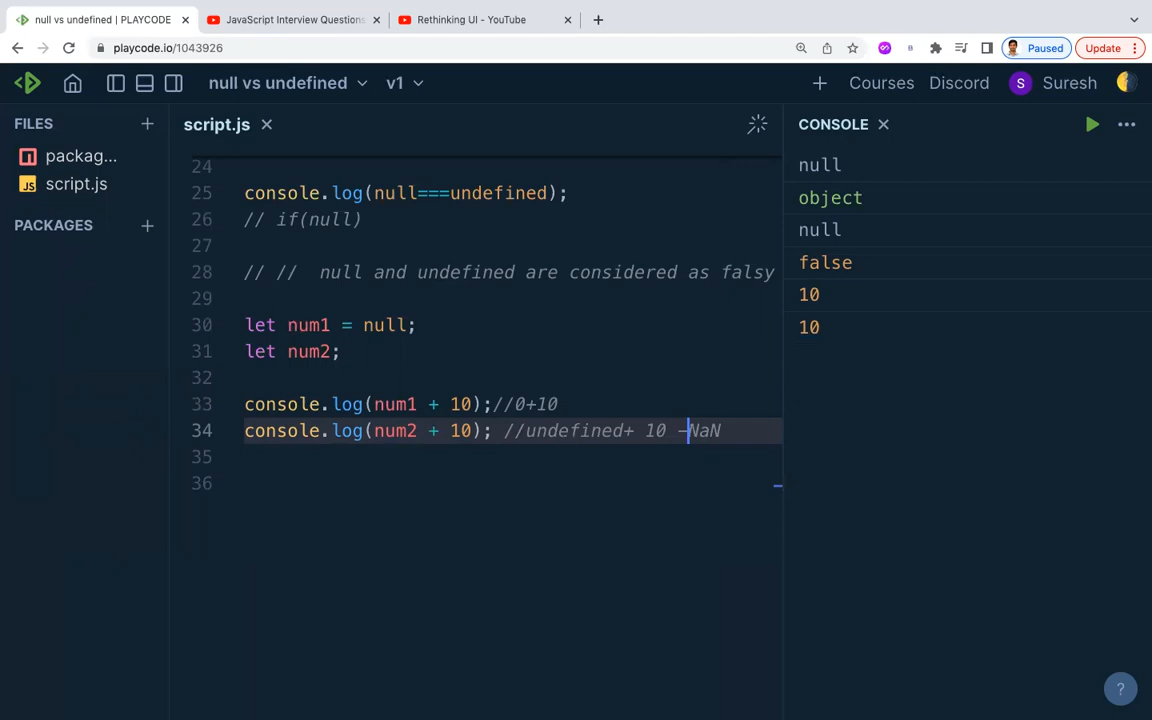 null vs undefined | PLAYCODE
JavaScript Interview Questions
Rethinking UI - YouTube
playcode.io/1043926
Paused
Update
null vs undefined
v1
Courses
Discord
S
Suresh
FILES
packag...
JS script.js
PACKAGES
script.js
24
25 console.log(null===undefined);
26 // if(null)
27
28 // // null and undefined are considered as falsy
29
30 let num1 = null;
31 let num2;
32
33 console.log(num1 + 10);//0+10
34 console.log(num2 + 10); //undefined+ 10 -NaN
35
36
CONSOLE
null
object
null
false
10
10
?